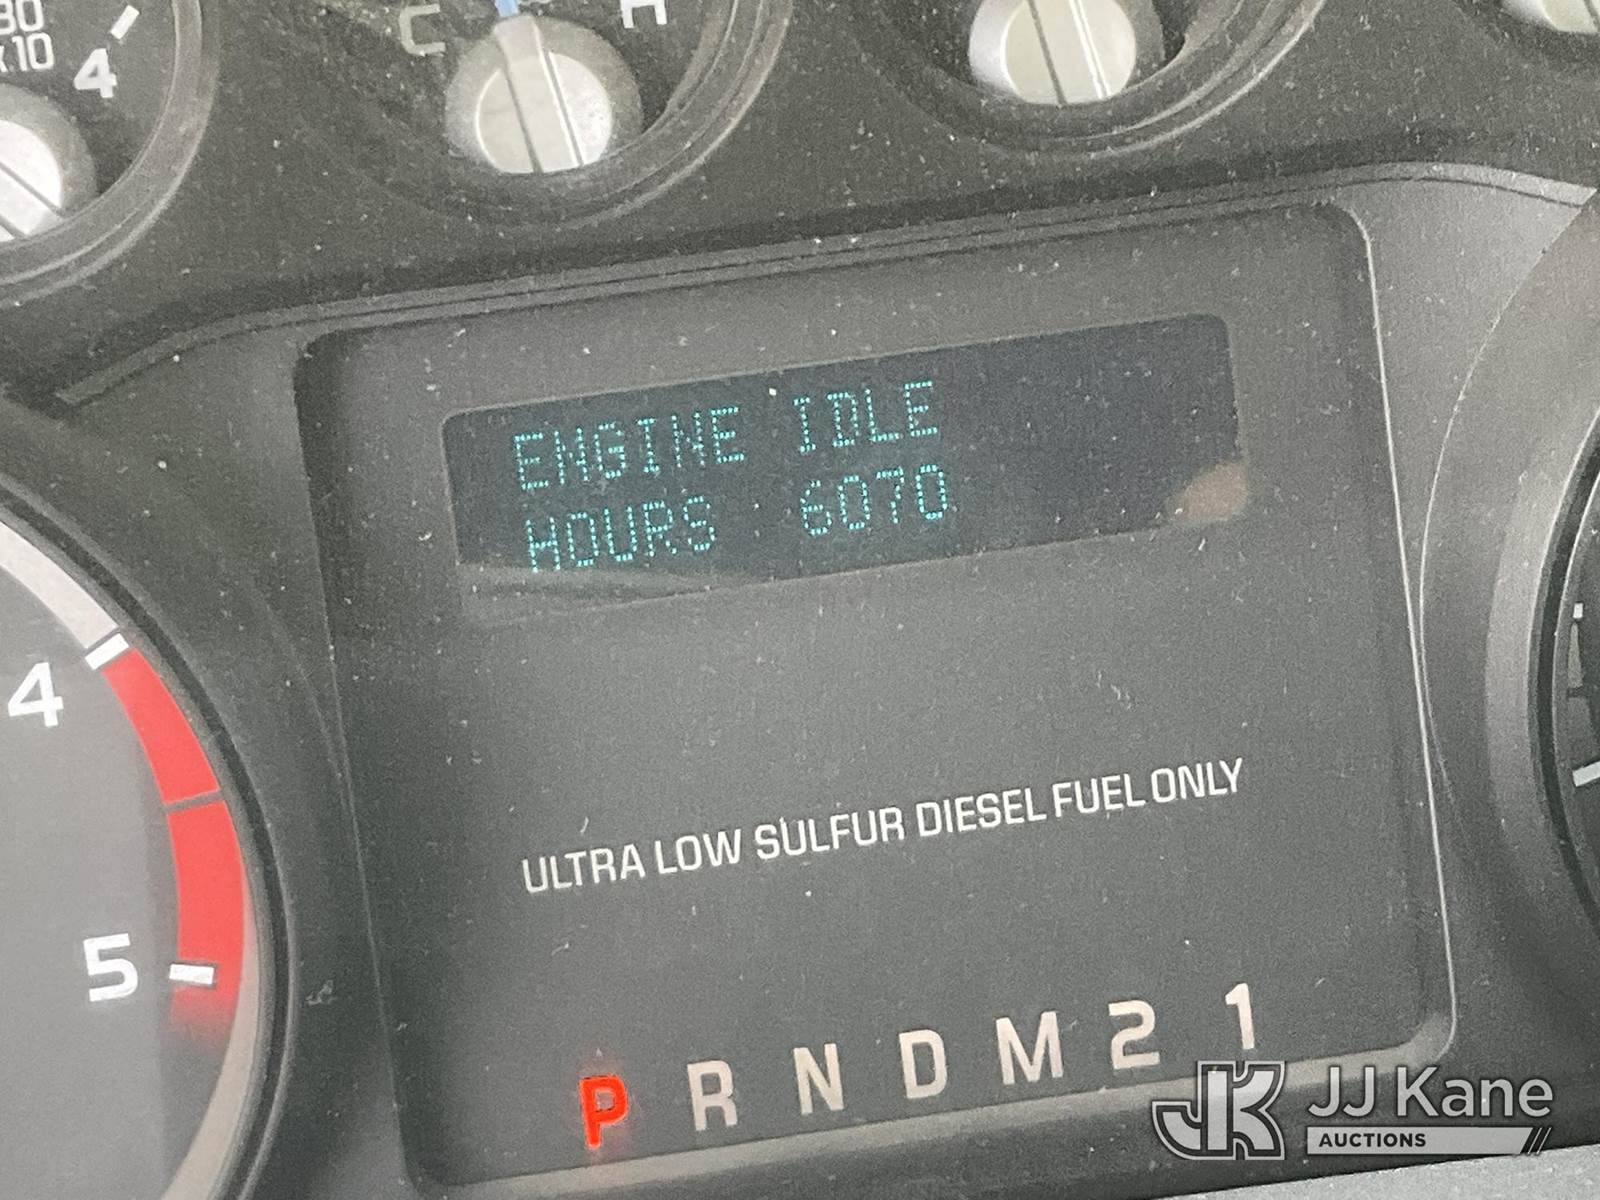 30
x10
4
C
H
ENGINE IDLE
HOURS 6070
4
ULTRA LOW SULFUR DIESEL FUEL ONLY
5
P R N D M 2 1
JK JJ Kane
AUCTIONS